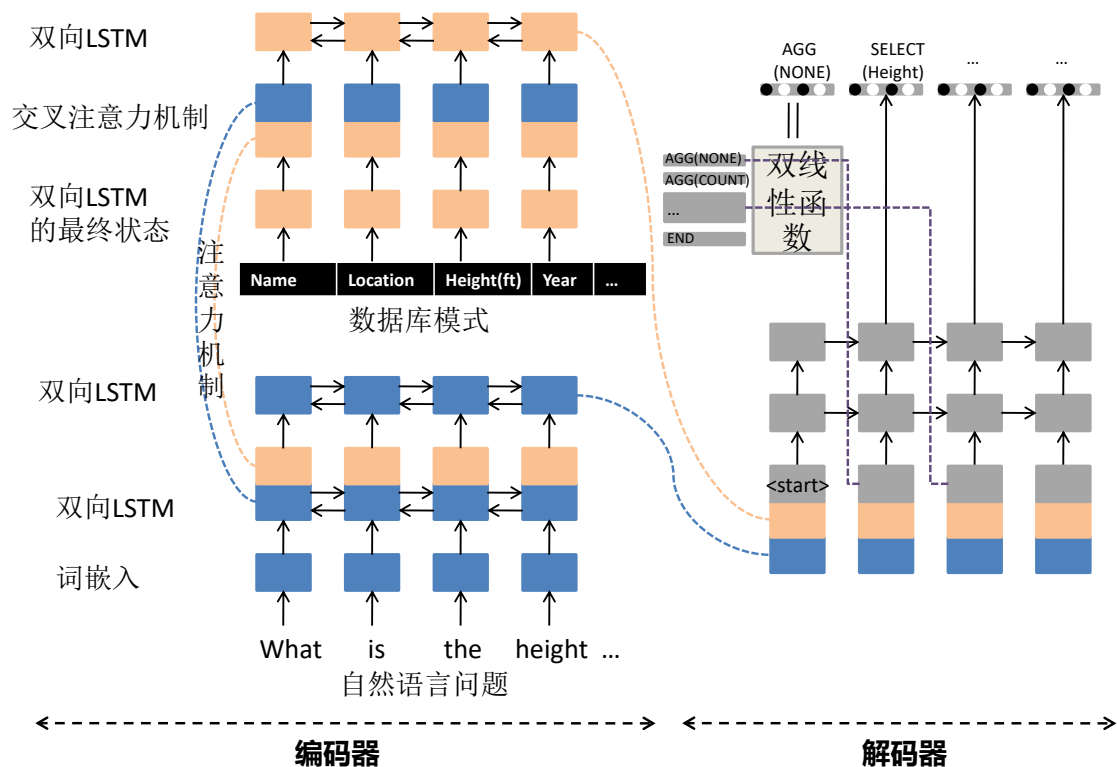 双向LSTM
交叉注意力机制
双向LSTM
的最终状态
注
意
力
机
制
Name
Location
Height(ft)
Year
...
数据库模式
双向LSTM
双向LSTM
词嵌入
What
is
the
height
...
自然语言问题
编码器
AGG
(NONE)
SELECT
(Height)
...
...
AGG(NONE)
AGG(COUNT)
...
END
双线
性函
数
<start>
解码器